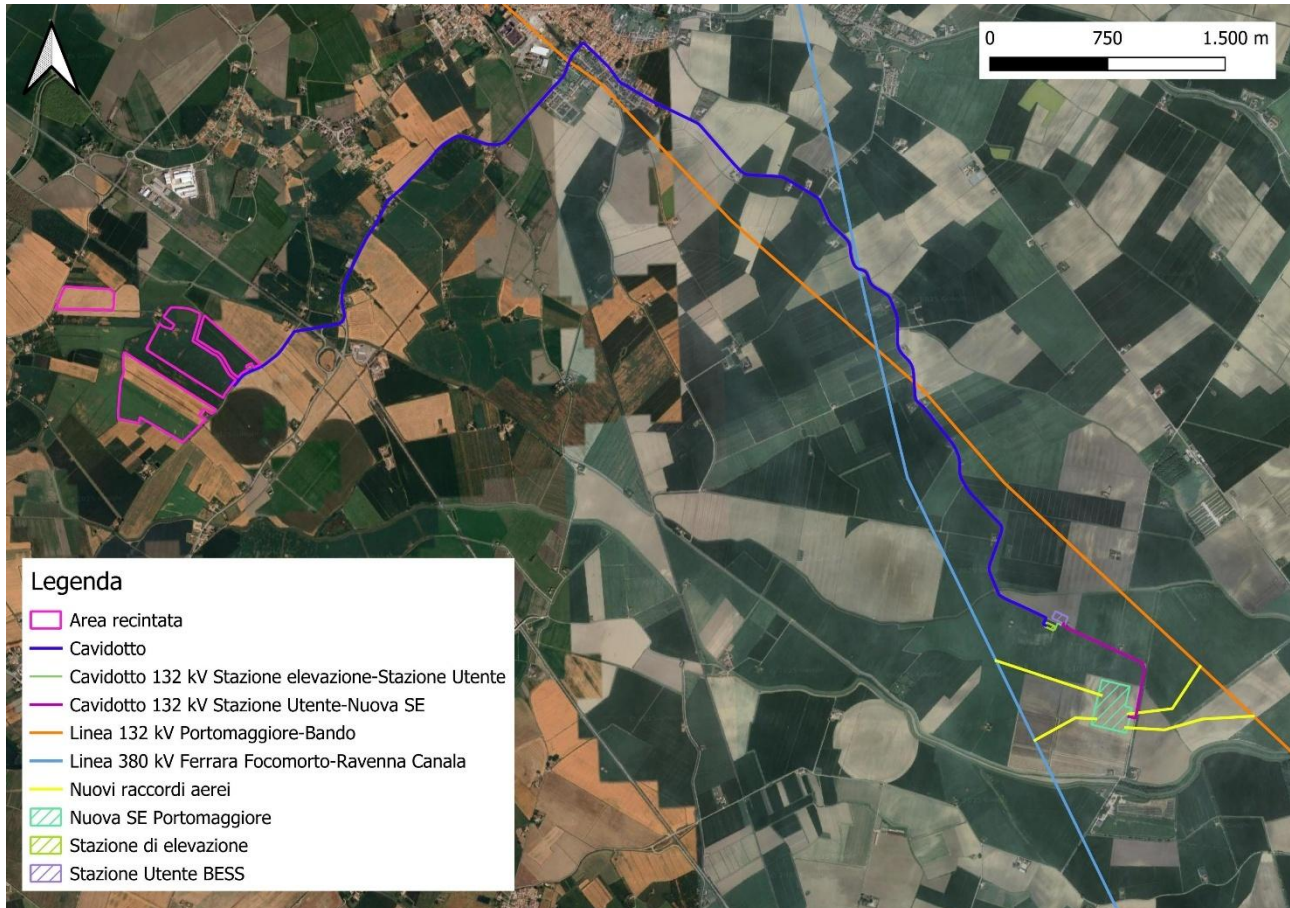 0 750 1.500 m
Legenda
Area recintata
Cavidotto
Cavidotto 132 kV Stazione elevazione-Stazione Utente
Cavidotto 132 kV Stazione Utente-Nuova SE
Linea 132 kV Portomaggiore-Bando
Linea 380 kV Ferrara Focomorto-Ravenna Canala
Nuovi raccordi aerei
Nuova SE Portomaggiore
Stazione di elevazione
Stazione Utente BESS